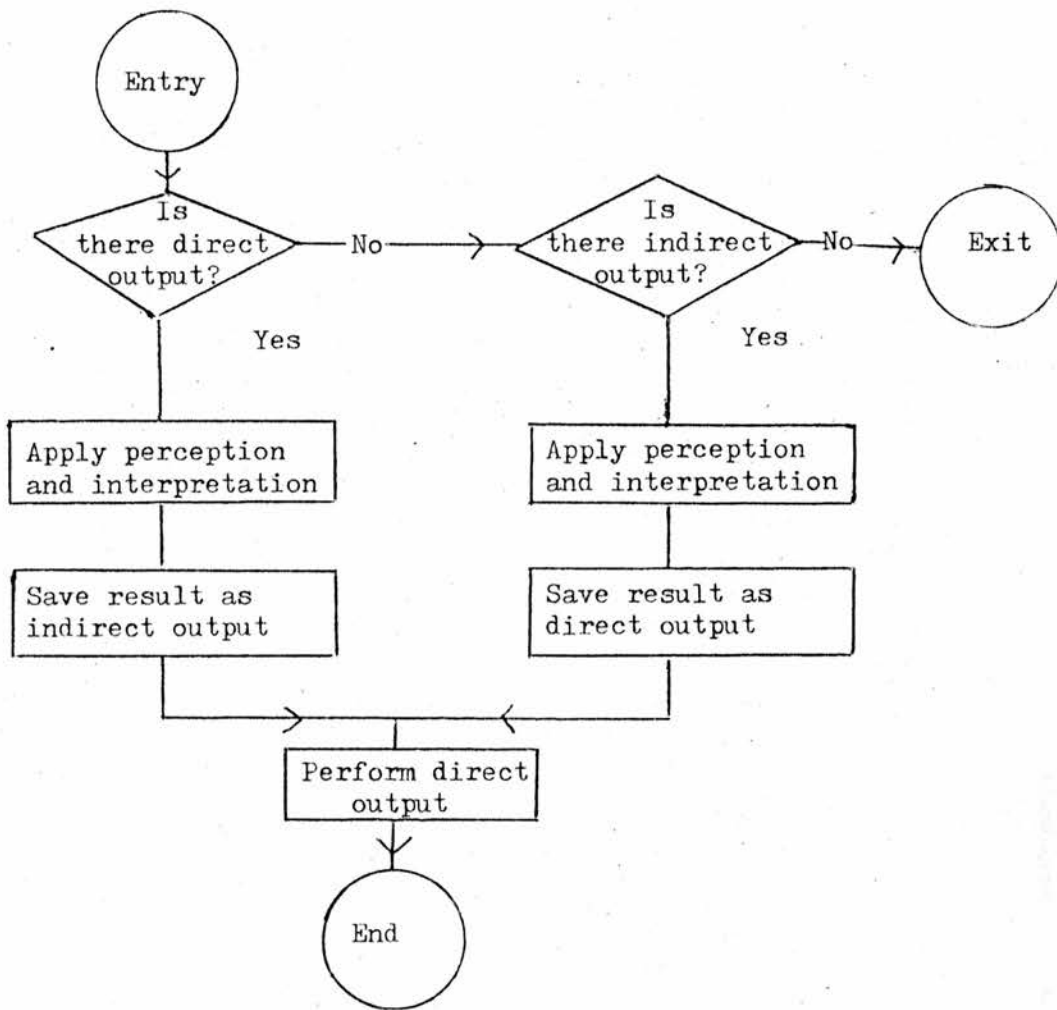 Entry
Is
there direct
output?
No
Is
there indirect
output?
No
Exit
Yes
Yes
Apply perception
and interpretation
Apply perception
and interpretation
Save result as
indirect output
Save result as
direct output
Perform direct
output
End